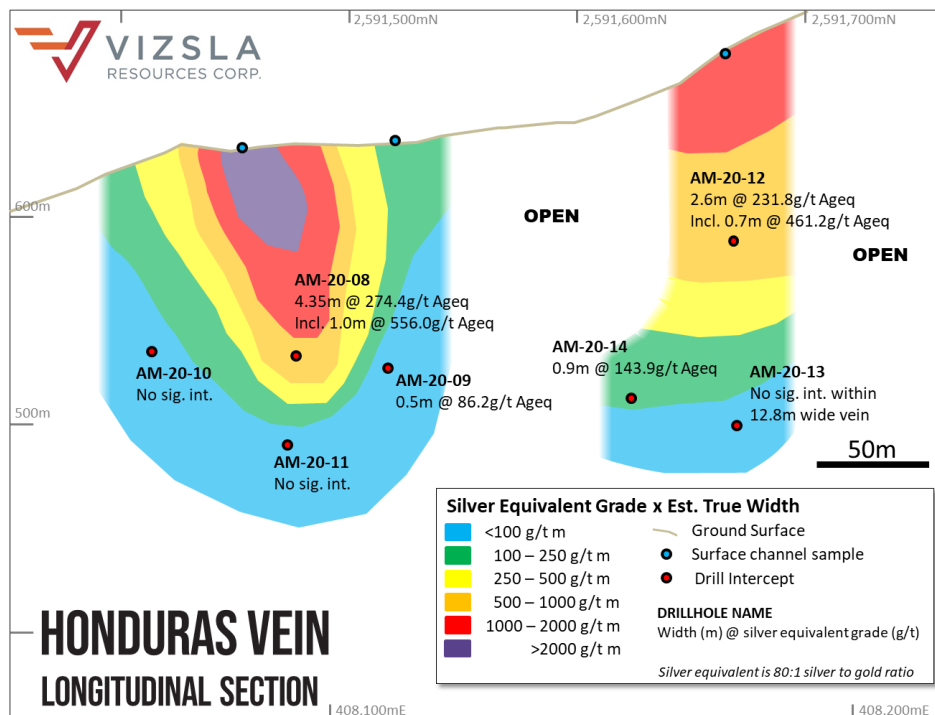 2,591,500mN
2,591,600mN
2,591,700mN
VIZSLA
RESOURCES CORP.
600m
500m
AM-20-12
2.6m @ 231.8g/t Ageq
Incl. 0.7m @ 461.2g/t Ageq
OPEN
OPEN
AM-20-08
4.35m @ 274.4g/t Ageq
Incl. 1.0m @ 556.0g/t Ageq
AM-20-10
No sig. int.
AM-20-09
0.5m @ 86.2g/t Ageq
AM-20-14
0.9m @ 143.9g/t Ageq
AM-20-13
No sig. int. within
12.8m wide vein
AM-20-11
No sig. int.
50m
Silver Equivalent Grade x Est. True Width
<100 g/t m
100 – 250 g/t m
250 – 500 g/t m
500 – 1000 g/t m
1000 – 2000 g/t m
>2000 g/t m
Ground Surface
Surface channel sample
Drill Intercept
DRILLHOLE NAME
Width (m) @ silver equivalent grade (g/t)
Silver equivalent is 80:1 silver to gold ratio
HONDURAS VEIN
LONGITUDINAL SECTION
408,100mE
408,200mE